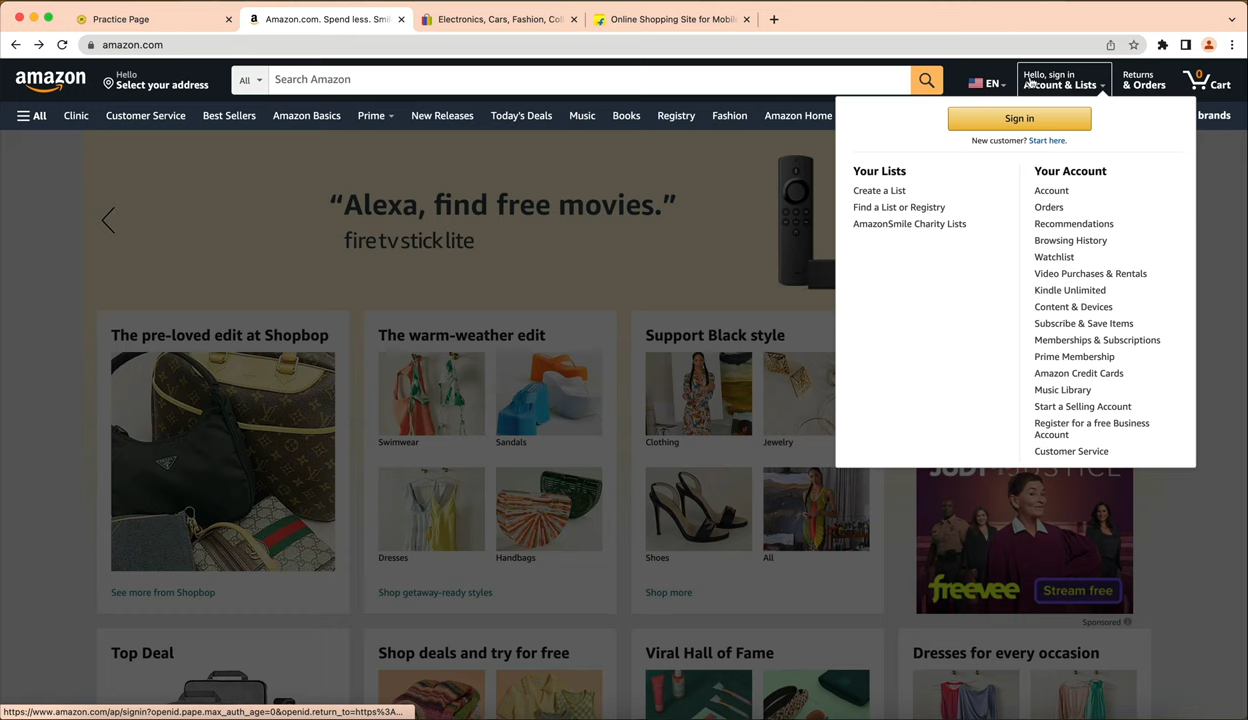 Practice Page
Amazon.com. Spend less. Smi
Electronics, Cars, Fashion, Col
Online Shopping Site for Mobil
amazon.com
amazon
Hello
Select your address
All
Search Amazon
EN
Hello, sign in
Account & Lists
Returns
& Orders
0
Cart
All
Clinic
Customer Service
Best Sellers
Amazon Basics
Prime
New Releases
Today's Deals
Music
Books
Registry
Fashion
Amazon Home
brands
Sign in
New customer? Start here.
Your Lists
Create a List
Find a List or Registry
AmazonSmile Charity Lists
Your Account
Account
Orders
Recommendations
Browsing History
Watchlist
Video Purchases & Rentals
Kindle Unlimited
Content & Devices
Subscribe & Save Items
Memberships & Subscriptions
Prime Membership
Amazon Credit Cards
Music Library
Start a Selling Account
Register for a free Business
Account
Customer Service
“Alexa, find free movies.”
fire tv stick lite
The pre-loved edit at Shopbop
See more from Shopbop
The warm-weather edit
Swimwear
Sandals
Dresses
Handbags
Shop getaway-ready styles
Support Black style
Clothing
Jewelry
Shoes
All
Shop more
JUDY JUSTICE
freevee
Stream free
Sponsored
Top Deal
Shop deals and try for free
Viral Hall of Fame
Dresses for every occasion
https://www.amazon.com/ap/signin?openid.pape.max_auth_age=0&openid.return_to=https%3A...